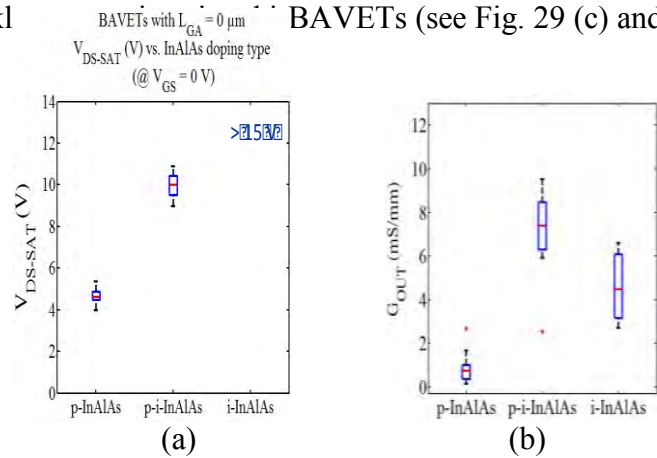 BAVETs (see Fig. 29 (c) and
BAVETs with L_GA = 0 μm
V_DS-SAT (V) vs. InAlAs doping type
(@ V_GS = 0 V)
14
12
10
8
6
4
2
0
V_DS-SAT (V)
p-InAlAs p-i-InAlAs i-InAlAs
(a)
12
10
8
6
4
2
0
G_OUT (mS/mm)
p-InAlAs p-i-InAlAs i-InAlAs
(b)